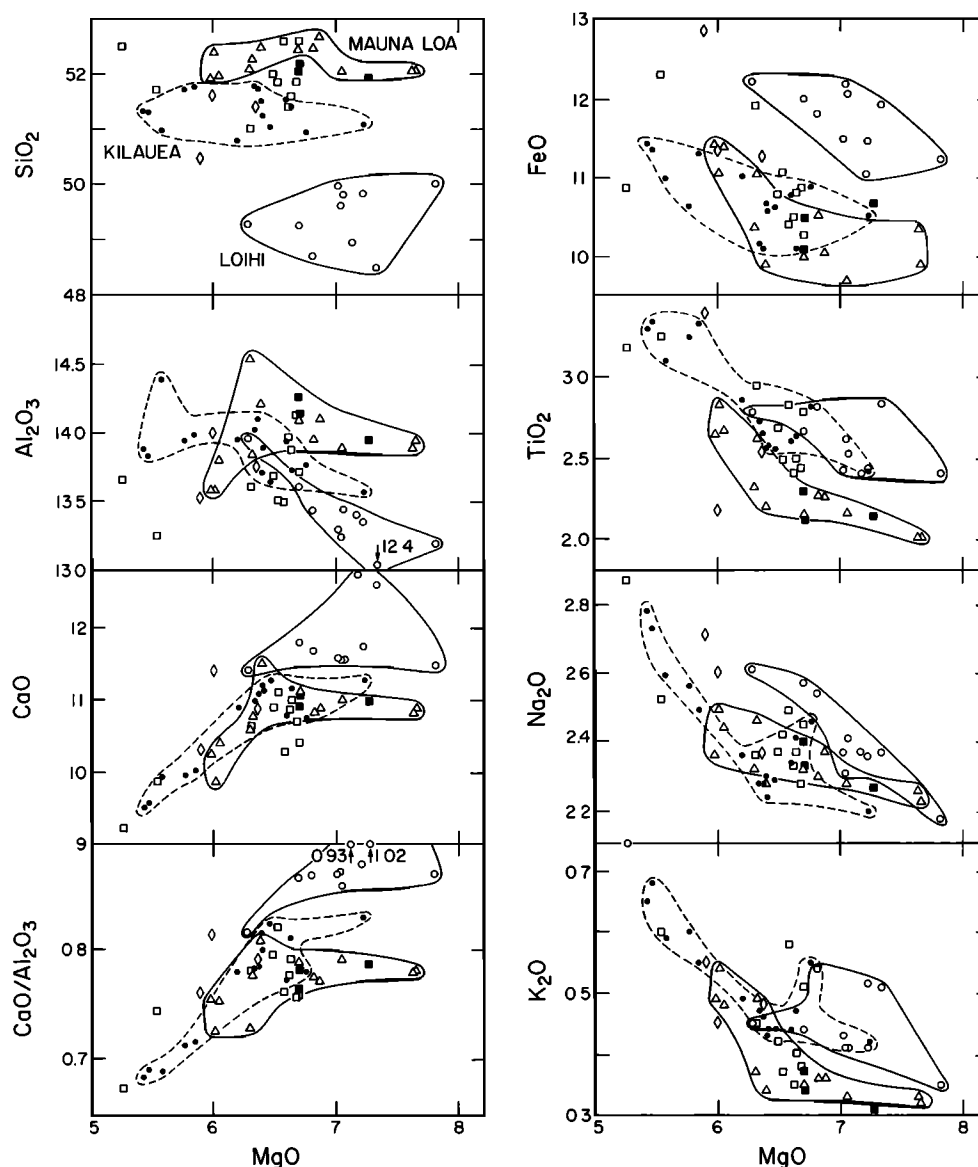 SiO₂
52
50
48
MAUNA LOA
KILAUEA
LOIHI
Al₂O₃
14.5
14.0
13.5
13.0
12.4
CaO
12
11
10
9
CaO/Al₂O₃
0.93
1.02
0.8
0.7
5 6 7 8
MgO
FeO
13
12
11
10
TiO₂
3.0
2.5
2.0
Na₂O
2.8
2.6
2.4
2.2
K₂O
0.7
0.5
0.3
5 6 7 8
MgO